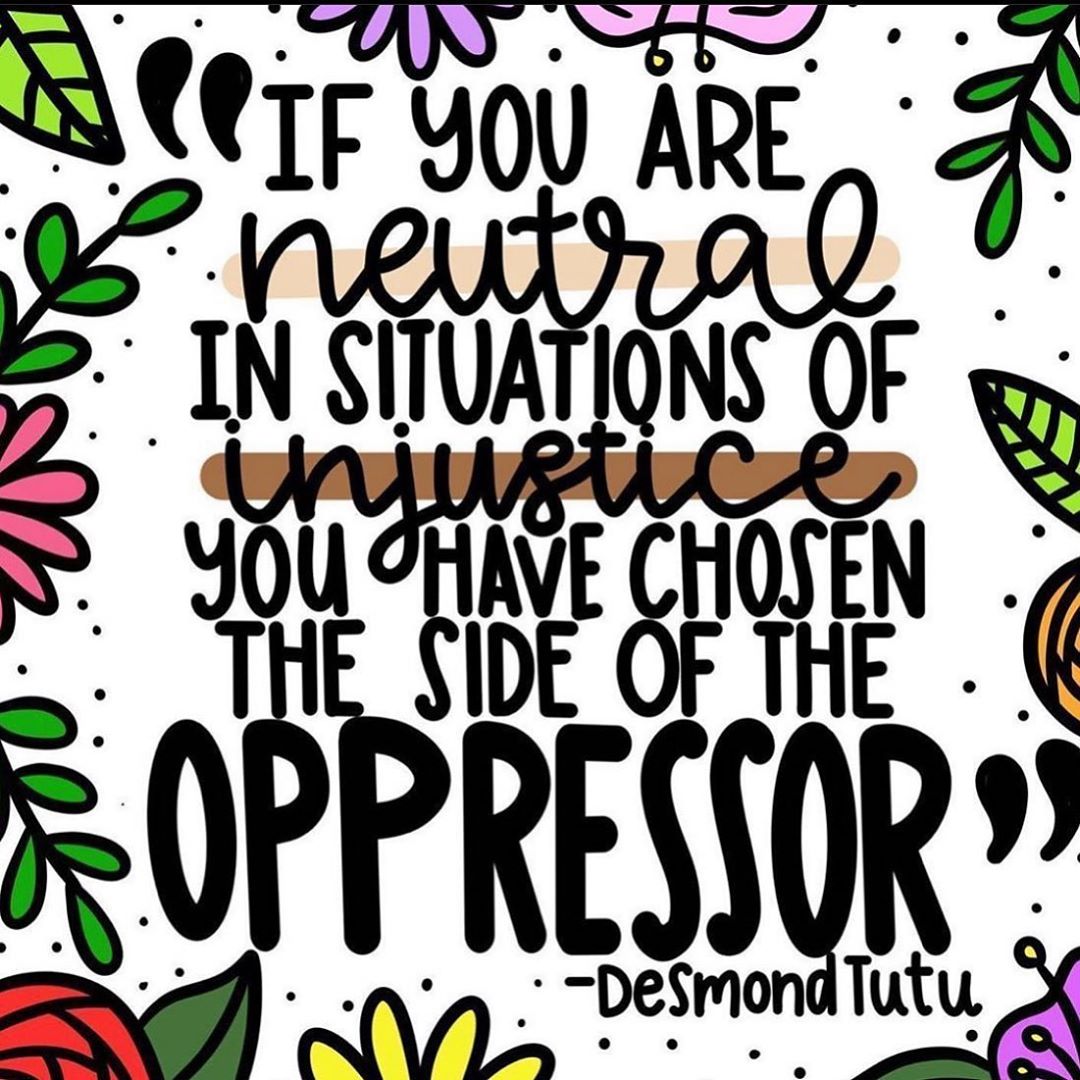 "IF YOU ARE
neutral
IN SITUATIONS OF
injustice
YOU HAVE CHOSEN
THE SIDE OF THE
OPPRESSOR"
-Desmond Tutu